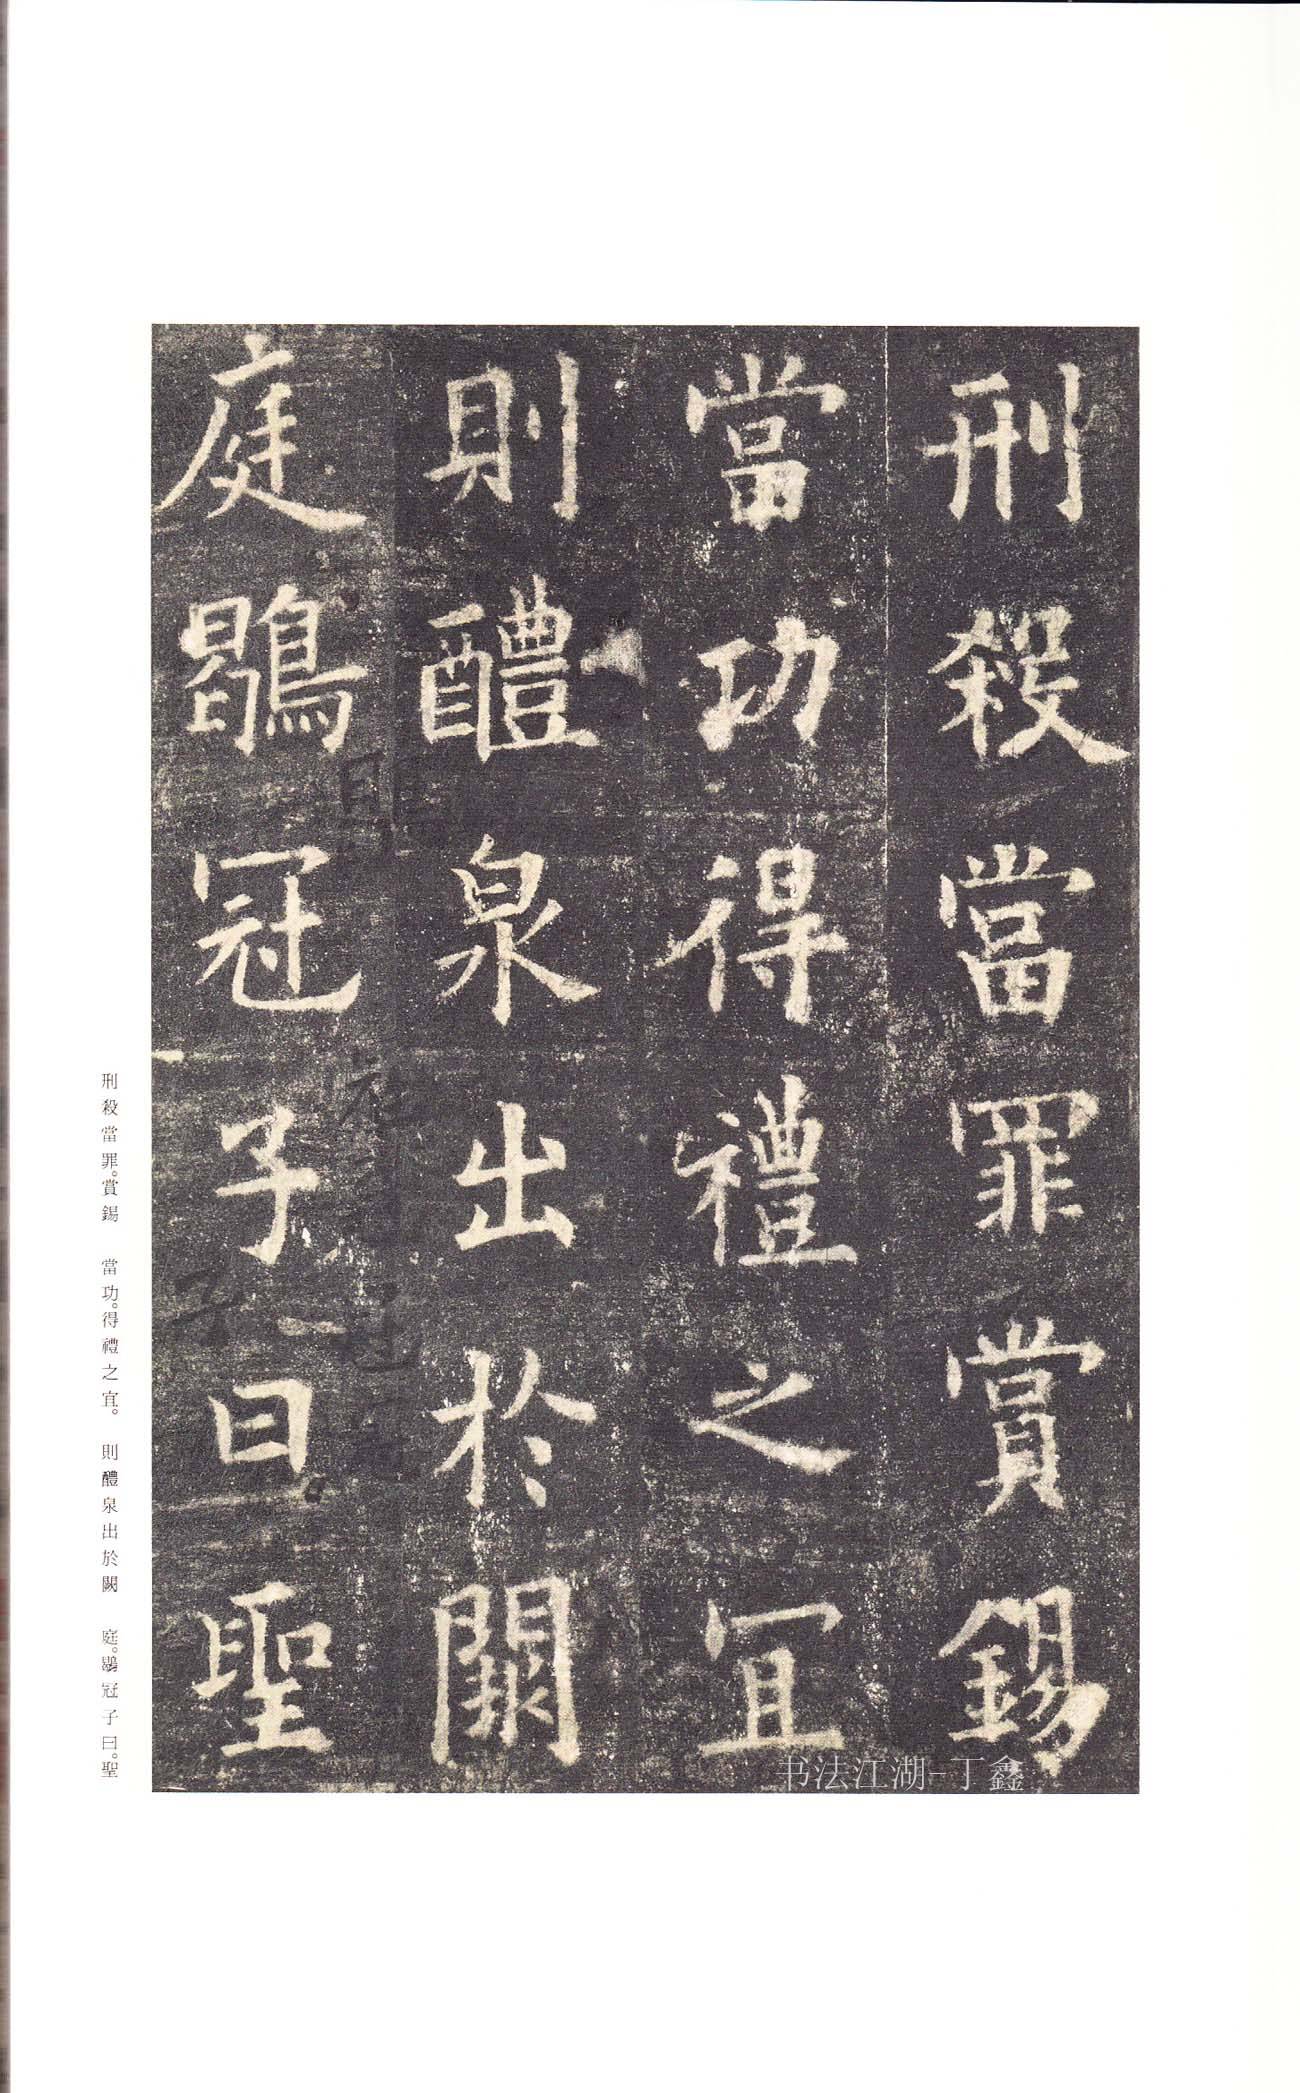 刑殺當罪賞錫
當功得禮之宜
則醴泉出於闕
庭鶡冠子曰聖
刑殺當罪。賞錫　當功。得禮之宜。　則醴泉出於闕　庭。鶡冠子曰。聖
书法江湖-丁鑫